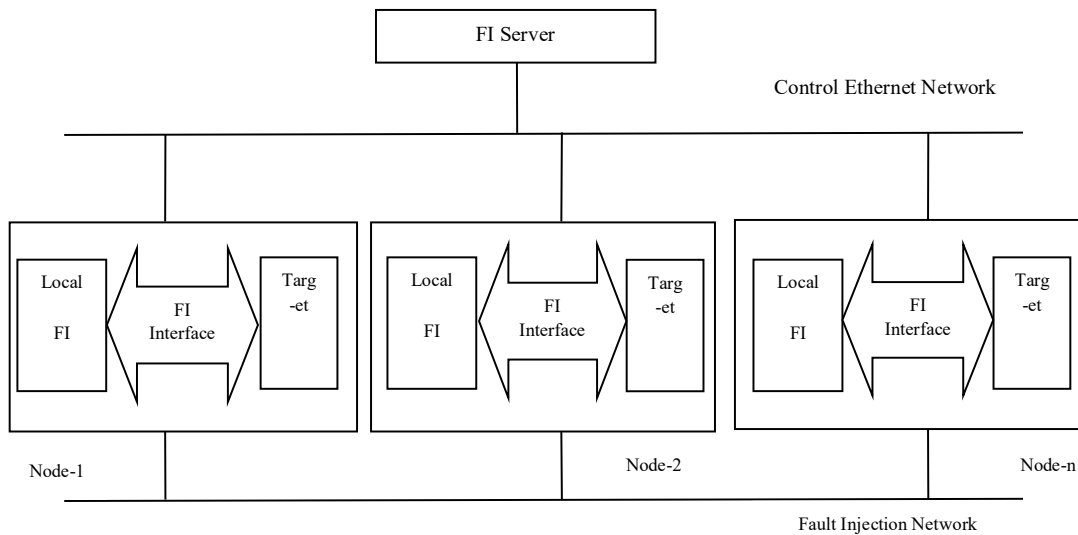 FI Server
Control Ethernet Network
Local
FI
FI
Interface
Targ
-et
Local
FI
FI
Interface
Targ
-et
Local
FI
FI
Interface
Targ
-et
Node-1
Node-2
Node-n
Fault Injection Network